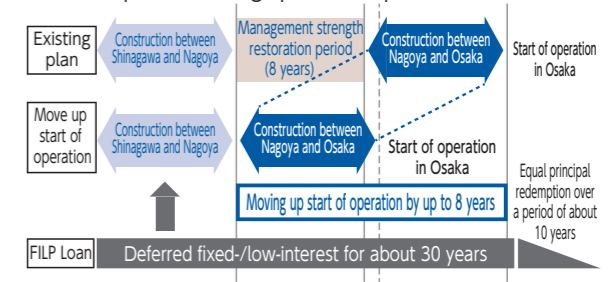 Existing
plan
Construction between
Shinagawa and Nagoya
Management strength
restoration period
(8 years)
Construction between
Nagoya and Osaka
Start of operation
in Osaka
Move up
start of
operation
Construction between
Shinagawa and Nagoya
Construction between
Nagoya and Osaka
Start of operation
in Osaka
Moving up start of operation by up to 8 years
Equal principal
redemption over
a period of about
10 years
FILP Loan
Deferred fixed-/low-interest for about 30 years